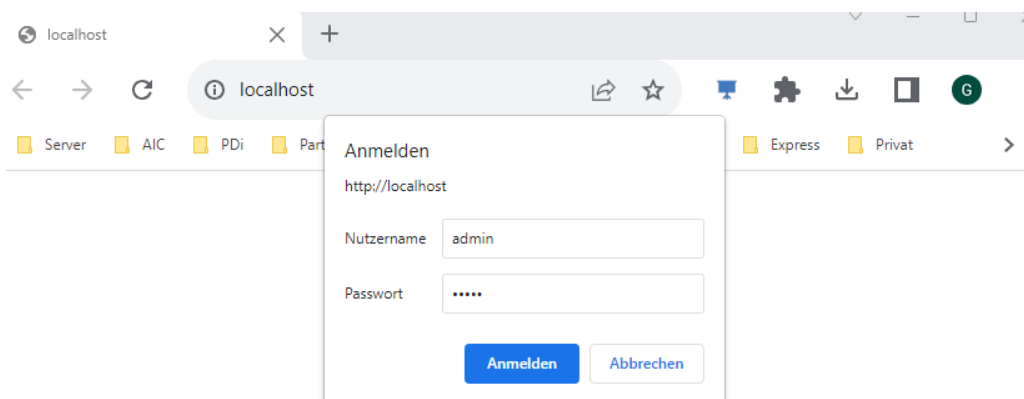 localhost
localhost
G
Server AIC PDi Part Express Privat
Anmelden
http://localhost
Nutzername admin
Passwort •••••
Anmelden Abbrechen